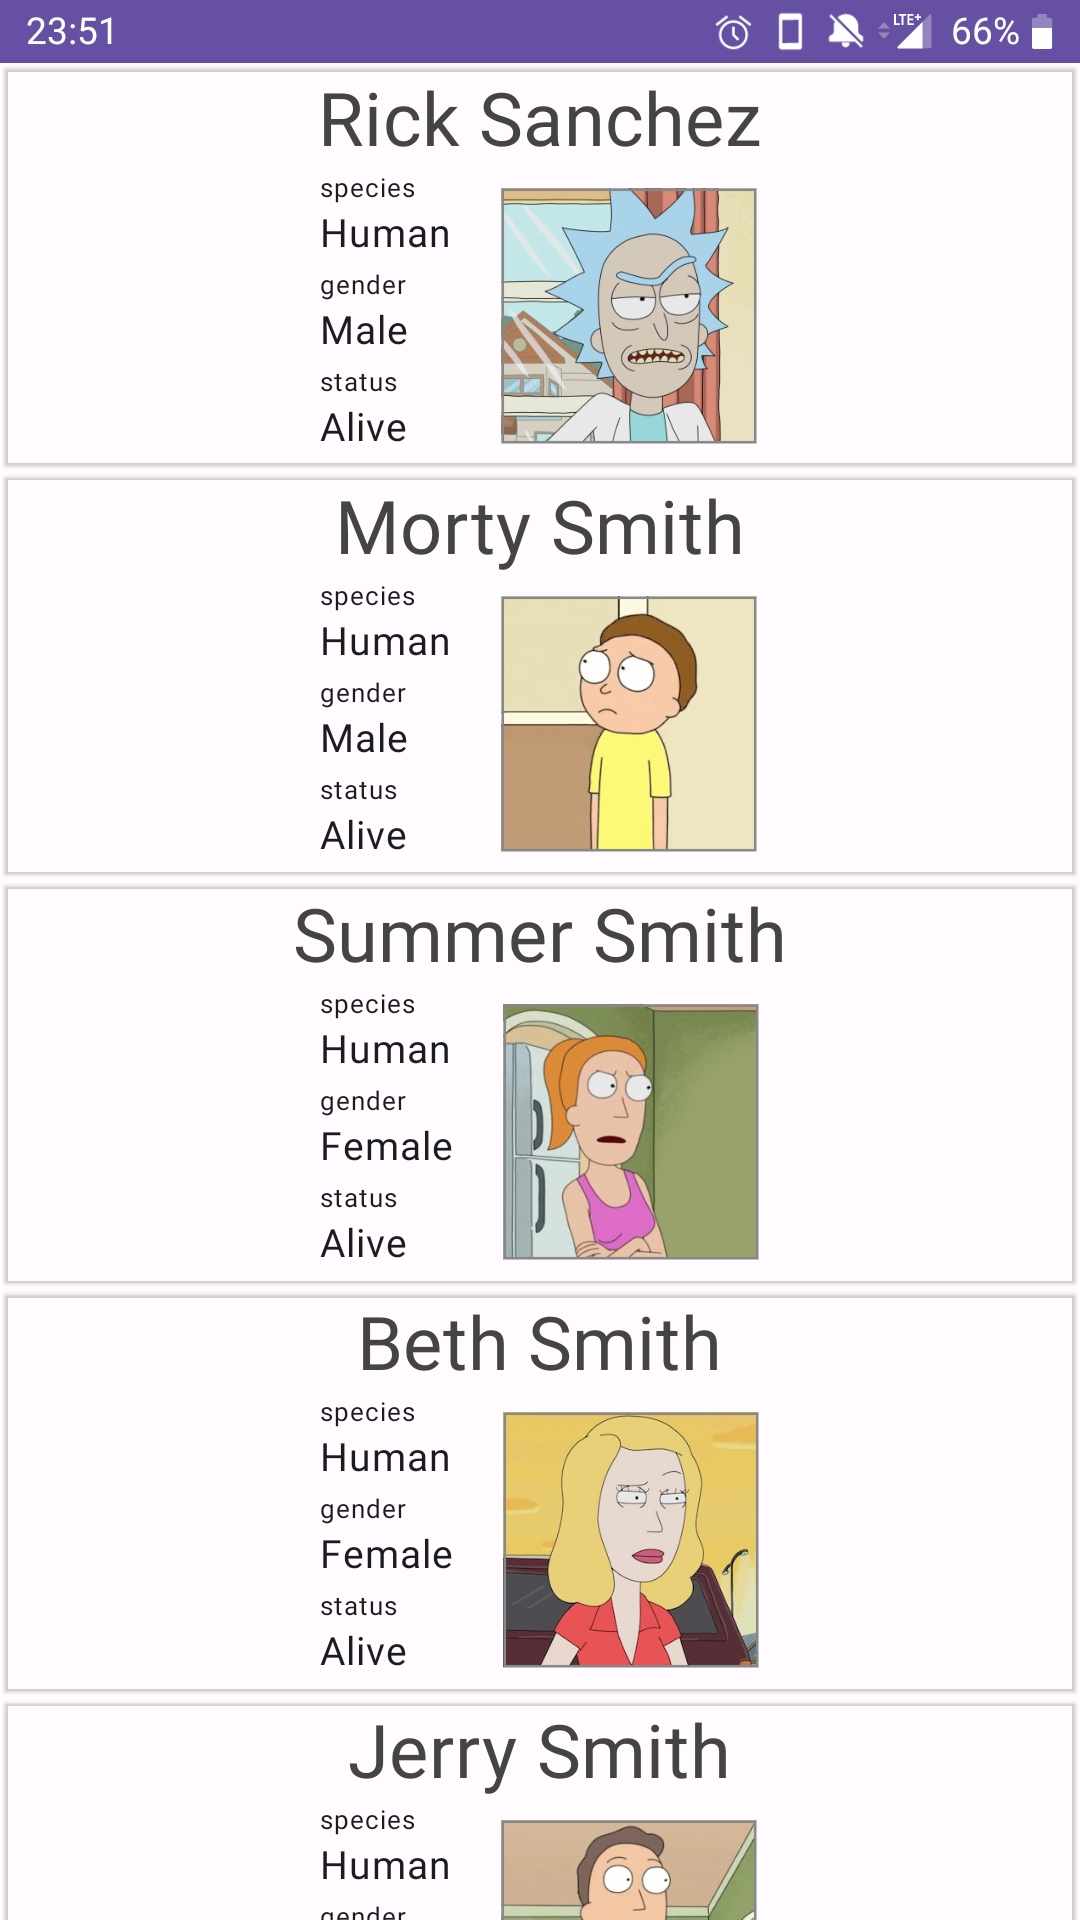 23:51 LTE+ 66%
Rick Sanchez
species
Human
gender
Male
status
Alive
Morty Smith
species
Human
gender
Male
status
Alive
Summer Smith
species
Human
gender
Female
status
Alive
Beth Smith
species
Human
gender
Female
status
Alive
Jerry Smith
species
Human
gender